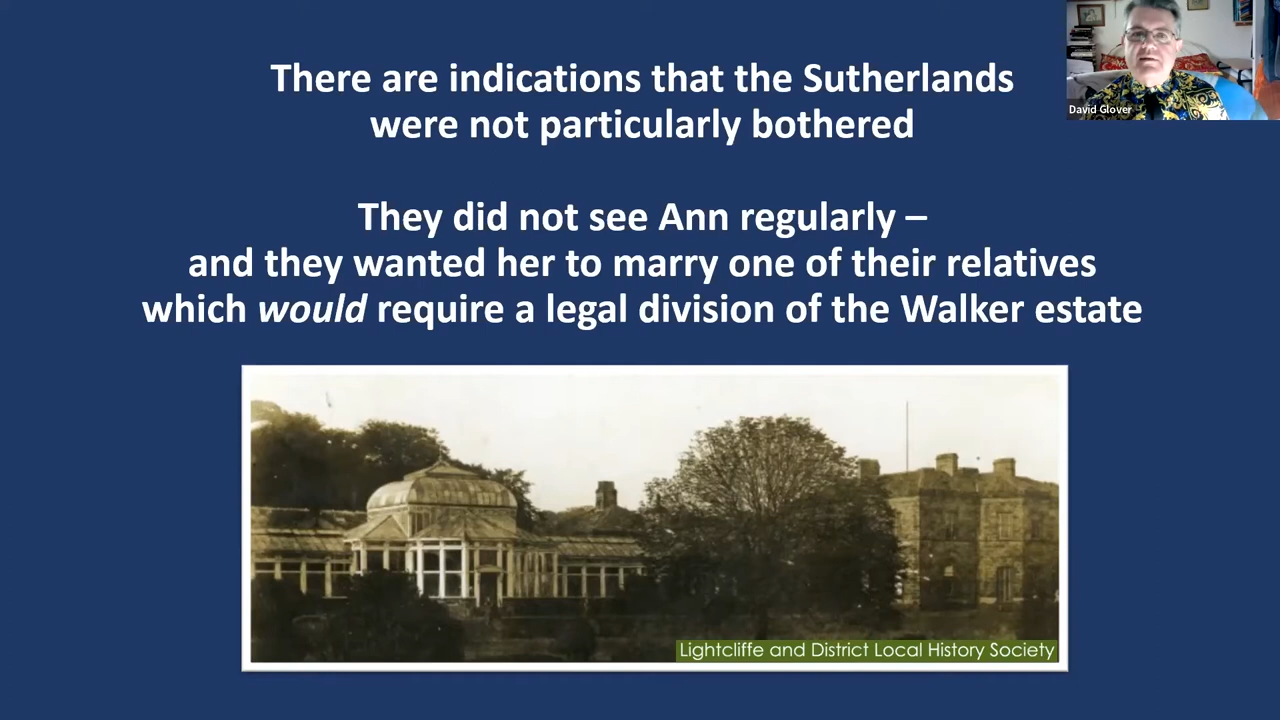 There are indications that the Sutherlands
were not particularly bothered
They did not see Ann regularly –
and they wanted her to marry one of their relatives
which would require a legal division of the Walker estate
David Glover
Lightcliffe and District Local History Society